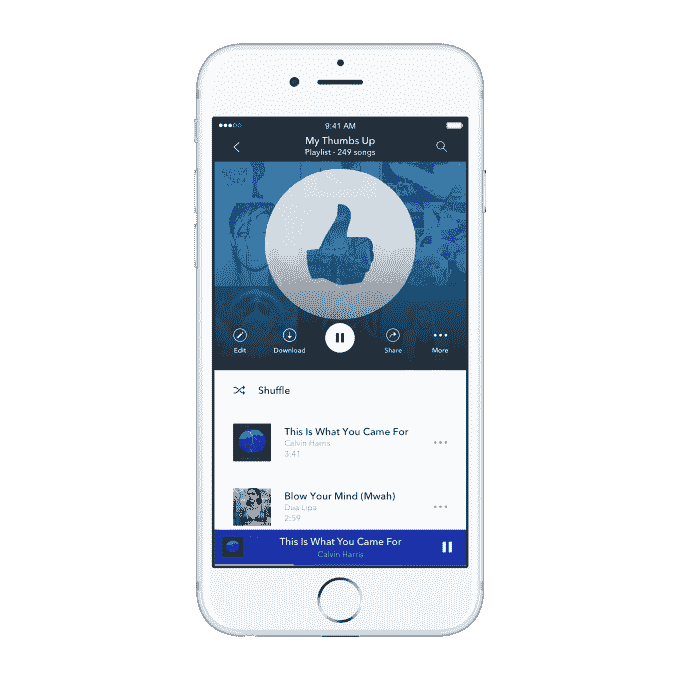 9:41 AM
My Thumbs Up
Playlist - 249 songs
Edit
Download
Share
More
Shuffle
This Is What You Came For
Calvin Harris
3:41
Blow Your Mind (Mwah)
Dua Lipa
2:59
This Is What You Came For
Calvin Harris